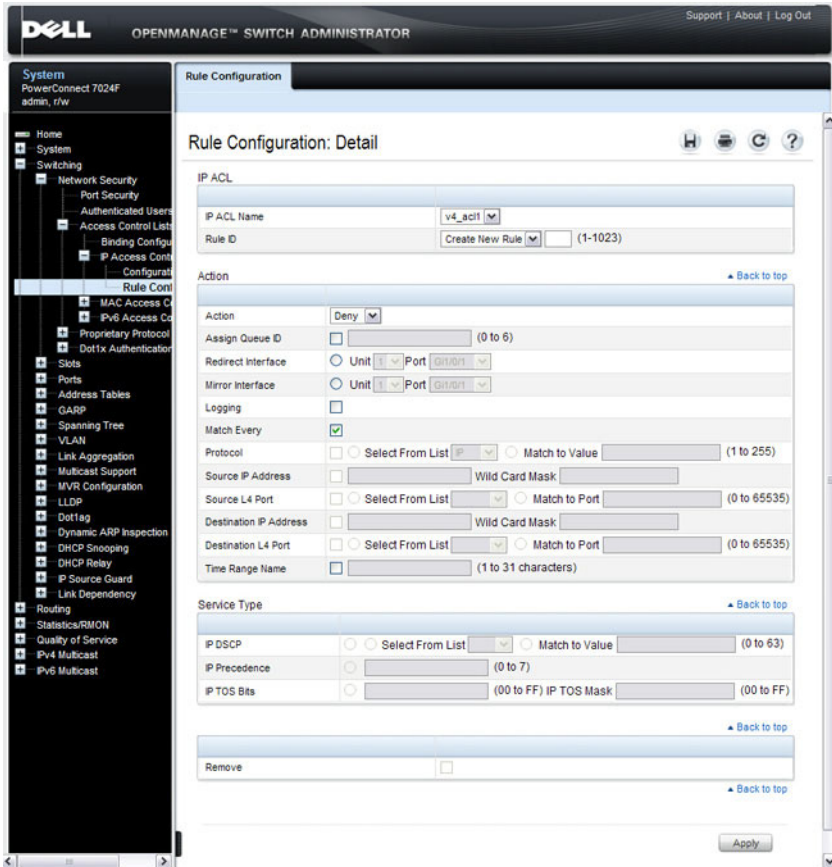 Support | About | Log Out
DELL
OPENMANAGE™ SWITCH ADMINISTRATOR
System
PowerConnect 7024F
admin, r/w
Home
System
Switching
Network Security
Port Security
Authenticated Users
Access Control Lists
Binding Configu
IP Access Cont
Configurati
Rule Conf
MAC Access C
IPv6 Access Co
Proprietary Protocol
Dot1x Authentication
Slots
Ports
Address Tables
GARP
Spanning Tree
VLAN
Link Aggregation
Multicast Support
MVR Configuration
LLDP
Dot1ag
Dynamic ARP Inspection
DHCP Snooping
DHCP Relay
IP Source Guard
Link Dependency
Routing
Statistics/RMON
Quality of Service
IPv4 Multicast
IPv6 Multicast
Rule Configuration
Rule Configuration: Detail
IP ACL
IP ACL Name v4_acl1
Rule ID Create New Rule (1-1023)
Action Back to top
Action Deny
Assign Queue ID (0 to 6)
Redirect Interface Unit 1 Port Gi1/0/1
Mirror Interface Unit 1 Port Gi1/0/1
Logging
Match Every
Protocol Select From List IP Match to Value (1 to 255)
Source IP Address Wild Card Mask
Source L4 Port Select From List Match to Port (0 to 65535)
Destination IP Address Wild Card Mask
Destination L4 Port Select From List Match to Port (0 to 65535)
Time Range Name (1 to 31 characters)
Service Type Back to top
IP DSCP Select From List Match to Value (0 to 63)
IP Precedence (0 to 7)
IP TOS Bits (00 to FF) IP TOS Mask (00 to FF)
Back to top
Remove
Back to top
Apply